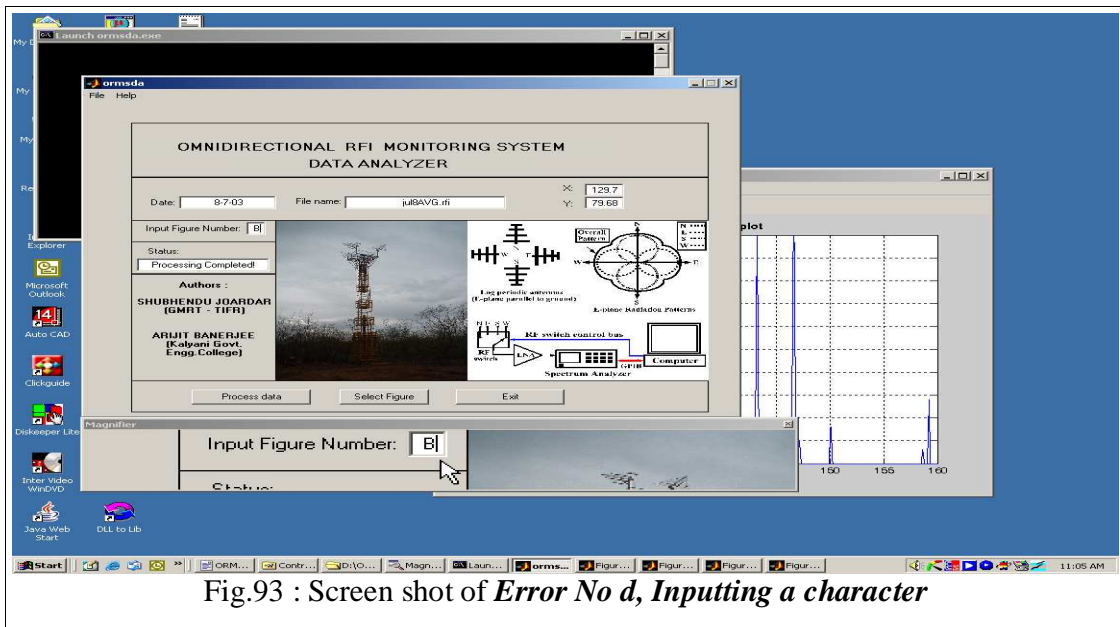 Launch ormsda.exe
My D
ormsda
File Help
My
OMNIDIRECTIONAL RFI MONITORING SYSTEM
DATA ANALYZER
My
Re
Date: 8-7-03 File name: jul8AVG.rfi X: 129.7
Y: 79.68
Input Figure Number: B
Status:
Processing Completed!
Authors :
SHUBHENDU JOARDAR
(GMRT - TIFR)
ARIJIT BANERJEE
(Kalyani Govt.
Engg.College)
N
W E
S
Log periodic antennas
(E-plane parallel to ground)
Overall
Pattern
N
W E
S
N
E
S
W
E-plane Radiation Patterns
N E S W
RF switch control bus
RF
switch
LNA
GPIB
Computer
Spectrum Analyzer
plot
150 155 160
Process data Select Figure Exit
Magnifier
Input Figure Number: B
Status:
Explorer
Microsoft
Outlook
Auto CAD
Clickguide
Diskeeper Lite
Inter Video
WinDVD
Java Web
Start
DLL to Lib
Start ORM... Contr... D:\O... Magn... Laun... orms... Figur... Figur... Figur... Figur... 11:05 AM
Fig.93 : Screen shot of Error No d, Inputting a character